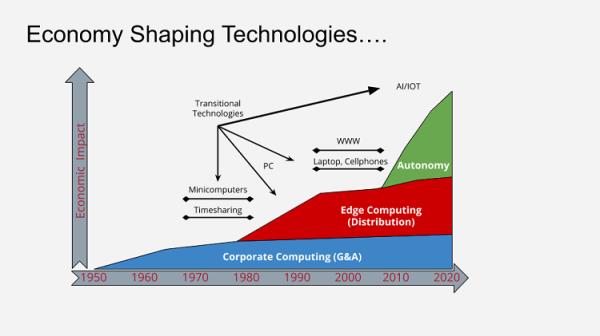 Economy Shaping Technologies....
AI/IOT
Transitional
Technologies
WWW
Laptop, Cellphones
PC
Autonomy
Minicomputers
Timesharing
Economic Impact
Edge Computing
(Distribution)
Corporate Computing (G&A)
1950 1960 1970 1980 1990 2000 2010 2020